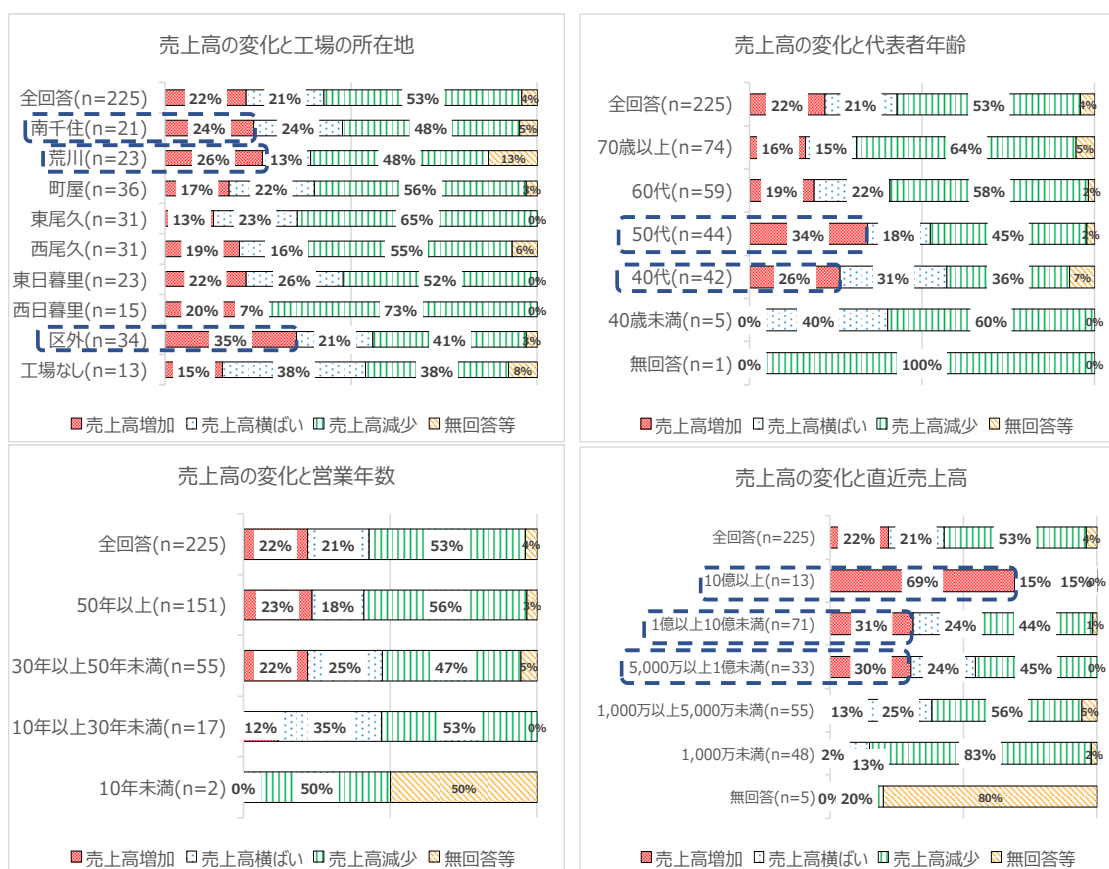 売上高の変化と工場の所在地
全回答(n=225) 22% 21% 53% 4%
南千住(n=21) 24% 24% 48% 5%
荒川(n=23) 26% 13% 48% 13%
町屋(n=36) 17% 22% 56% 3%
東尾久(n=31) 13% 23% 65% 0%
西尾久(n=31) 19% 16% 55% 6%
東日暮里(n=23) 22% 26% 52% 0%
西日暮里(n=15) 20% 7% 73% 0%
区外(n=34) 35% 21% 41% 3%
工場なし(n=13) 15% 38% 38% 8%
売上高増加 売上高横ばい 売上高減少 無回答等
売上高の変化と代表者年齢
全回答(n=225) 22% 21% 53% 4%
70歳以上(n=74) 16% 15% 64% 5%
60代(n=59) 19% 22% 58% 2%
50代(n=44) 34% 18% 45% 2%
40代(n=42) 26% 31% 36% 7%
40歳未満(n=5) 0% 40% 60% 0%
無回答(n=1) 0% 100% 0%
売上高増加 売上高横ばい 売上高減少 無回答等
売上高の変化と営業年数
全回答(n=225) 22% 21% 53% 4%
50年以上(n=151) 23% 18% 56% 3%
30年以上50年未満(n=55) 22% 25% 47% 5%
10年以上30年未満(n=17) 12% 35% 53% 0%
10年未満(n=2) 0% 50% 50%
売上高増加 売上高横ばい 売上高減少 無回答等
売上高の変化と直近売上高
全回答(n=225) 22% 21% 53% 4%
10億以上(n=13) 69% 15% 15% 0%
1億以上10億未満(n=71) 31% 24% 44% 1%
5,000万以上1億未満(n=33) 30% 24% 45% 0%
1,000万以上5,000万未満(n=55) 13% 25% 56% 5%
1,000万未満(n=48) 2% 13% 83% 2%
無回答(n=5) 0% 20% 80%
売上高増加 売上高横ばい 売上高減少 無回答等